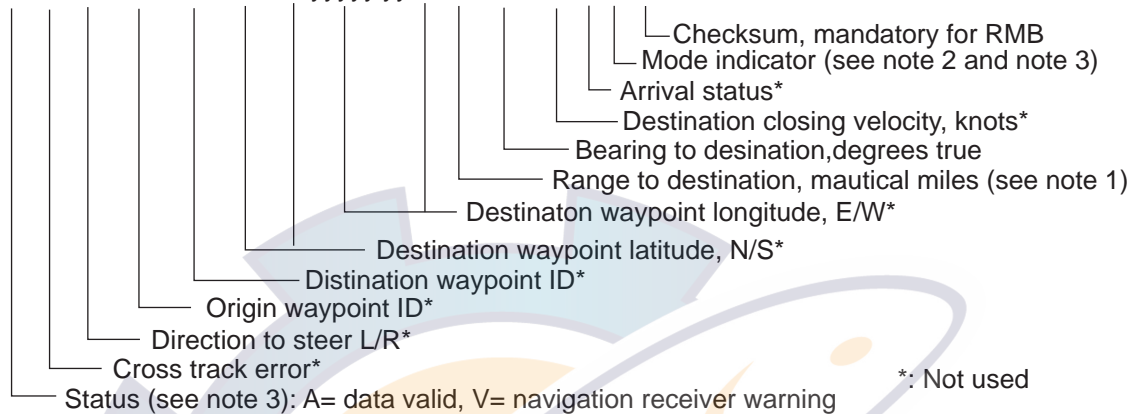 Checksum, mandatory for RMB
Mode indicator (see note 2 and note 3)
Arrival status*
Destination closing velocity, knots*
Bearing to desination,degrees true
Range to destination, mautical miles (see note 1)
Destinaton waypoint longitude, E/W*
Destination waypoint latitude, N/S*
Distination waypoint ID*
Origin waypoint ID*
Direction to steer L/R*
Cross track error*
*: Not used
Status (see note 3): A= data valid, V= navigation receiver warning